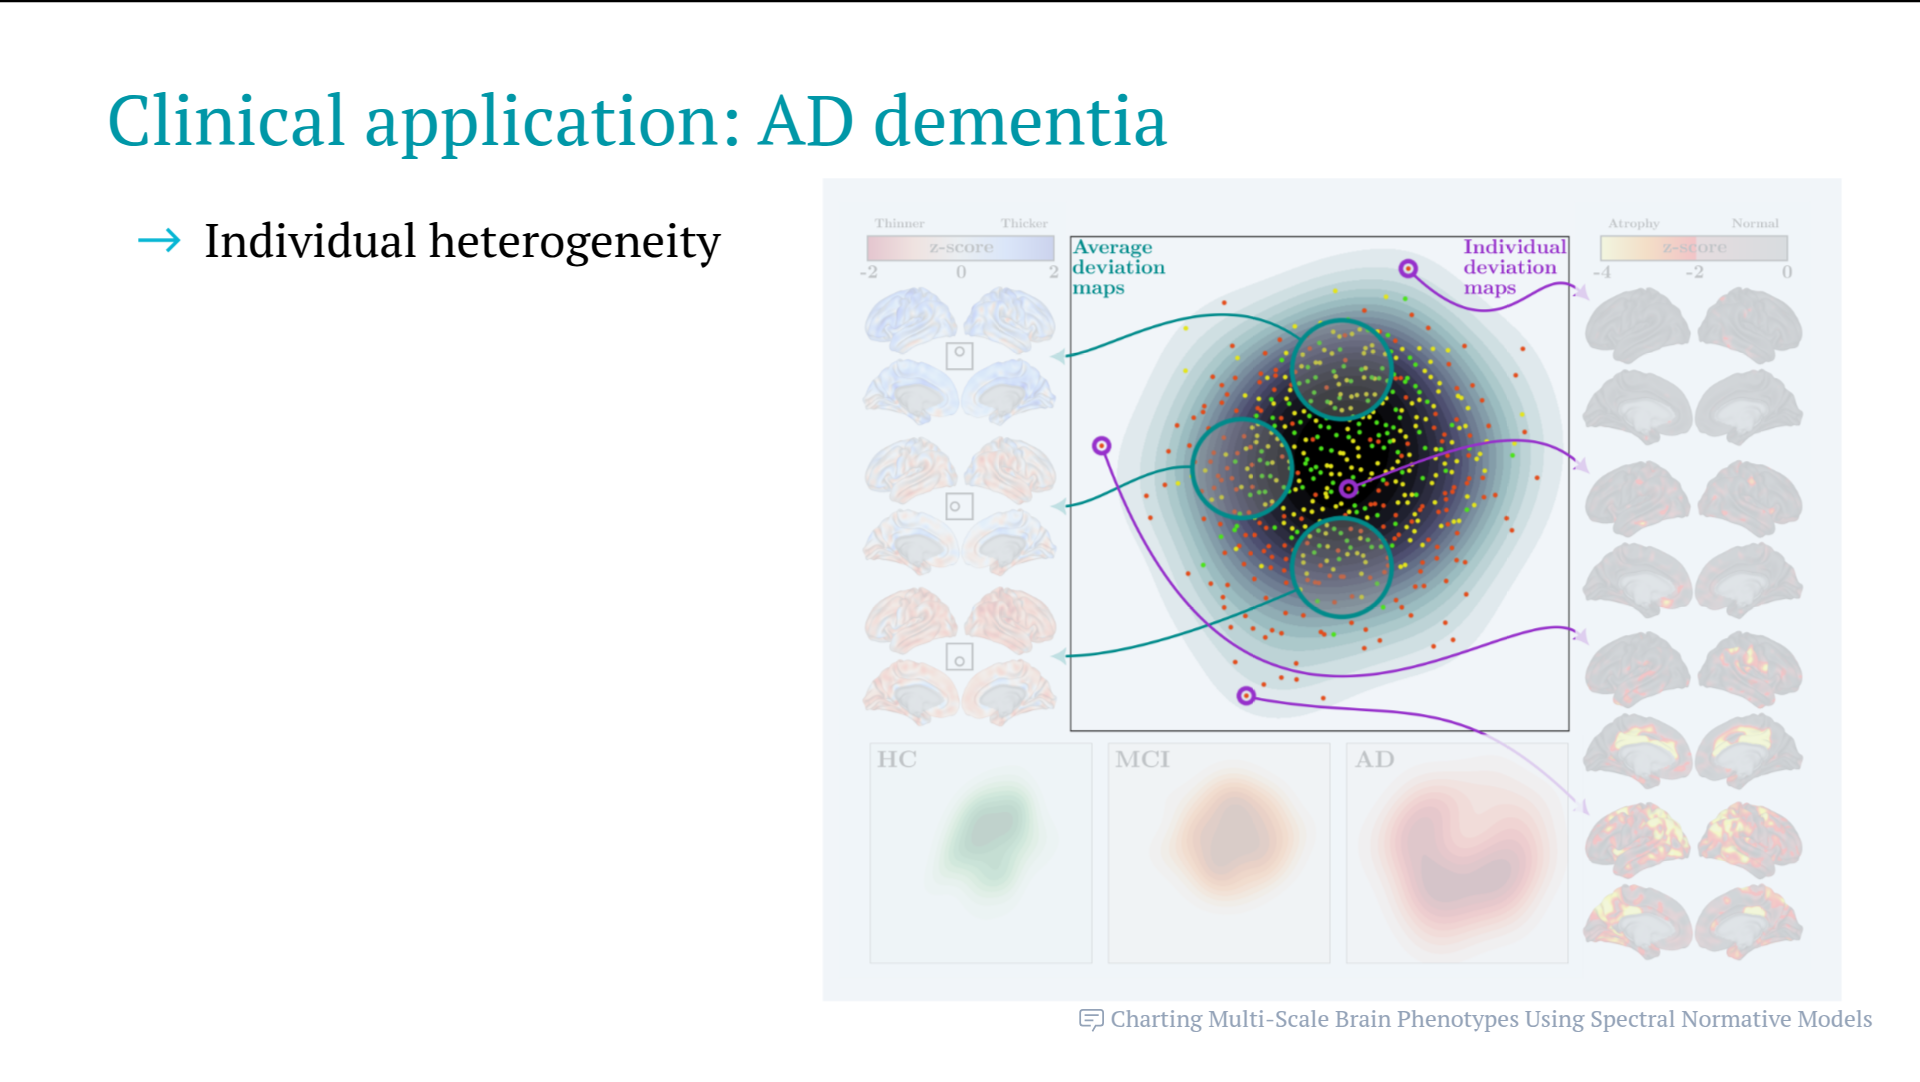 Clinical application: AD dementia
→ Individual heterogeneity
Thinner Thicker
z-score
-2 0 2
Average
deviation
maps
Individual
deviation
maps
Atrophy Normal
z-score
-4 -2 0
HC
MCI
AD
Charting Multi-Scale Brain Phenotypes Using Spectral Normative Models